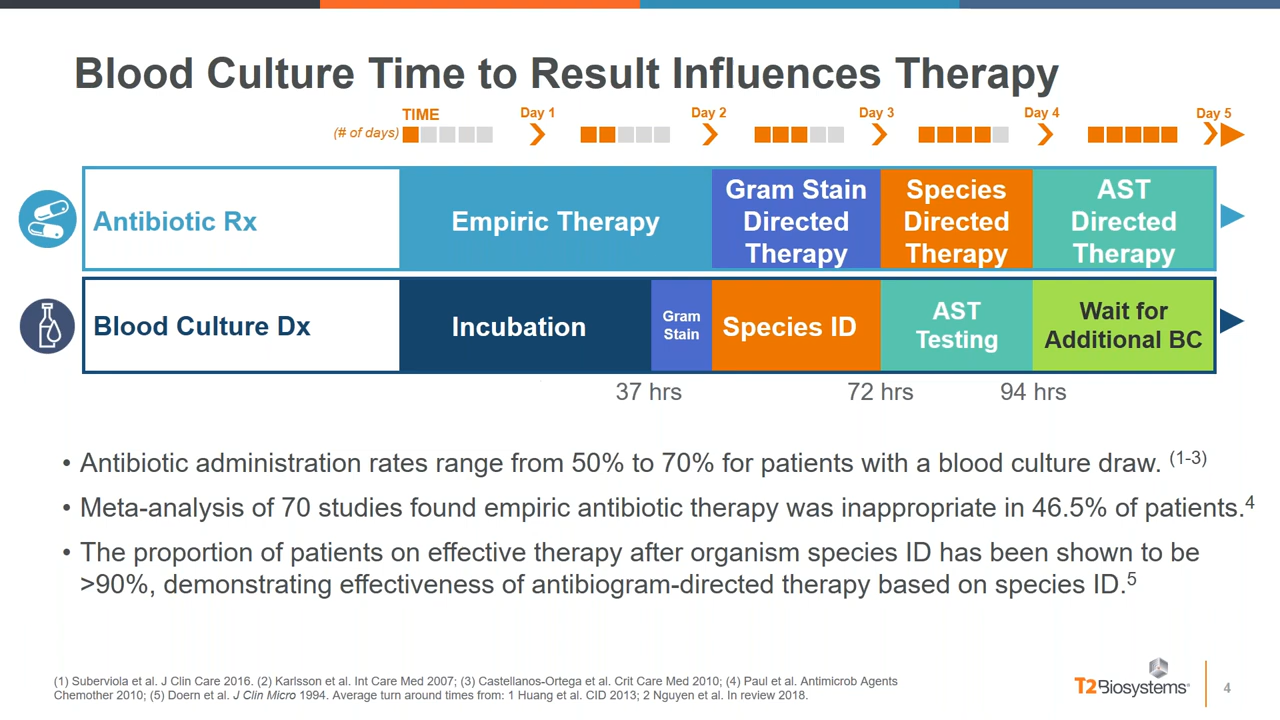 Blood Culture Time to Result Influences Therapy
TIME
(# of days)
Day 1
Day 2
Day 3
Day 4
Day 5
Antibiotic Rx
Empiric Therapy
Gram Stain
Directed
Therapy
Species
Directed
Therapy
AST
Directed
Therapy
Blood Culture Dx
Incubation
Gram
Stain
Species ID
AST
Testing
Wait for
Additional BC
37 hrs
72 hrs
94 hrs
• Antibiotic administration rates range from 50% to 70% for patients with a blood culture draw. (1-3)
• Meta-analysis of 70 studies found empiric antibiotic therapy was inappropriate in 46.5% of patients.4
• The proportion of patients on effective therapy after organism species ID has been shown to be
>90%, demonstrating effectiveness of antibiogram-directed therapy based on species ID.5
(1) Suberviola et al. J Clin Care 2016. (2) Karlsson et al. Int Care Med 2007; (3) Castellanos-Ortega et al. Crit Care Med 2010; (4) Paul et al. Antimicrob Agents
Chemother 2010; (5) Doern et al. J Clin Micro 1994. Average turn around times from: 1 Huang et al. CID 2013; 2 Nguyen et al. In review 2018.
T2Biosystems®
4